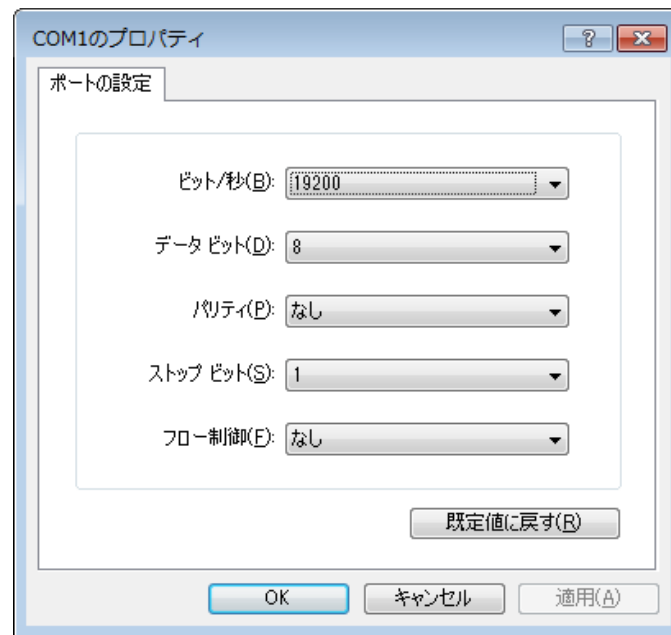 COM1のプロパティ
ポートの設定
ビット/秒(B): 19200
データ ビット(D): 8
パリティ(P): なし
ストップ ビット(S): 1
フロー制御(F): なし
既定値に戻す(R)
OK キャンセル 適用(A)